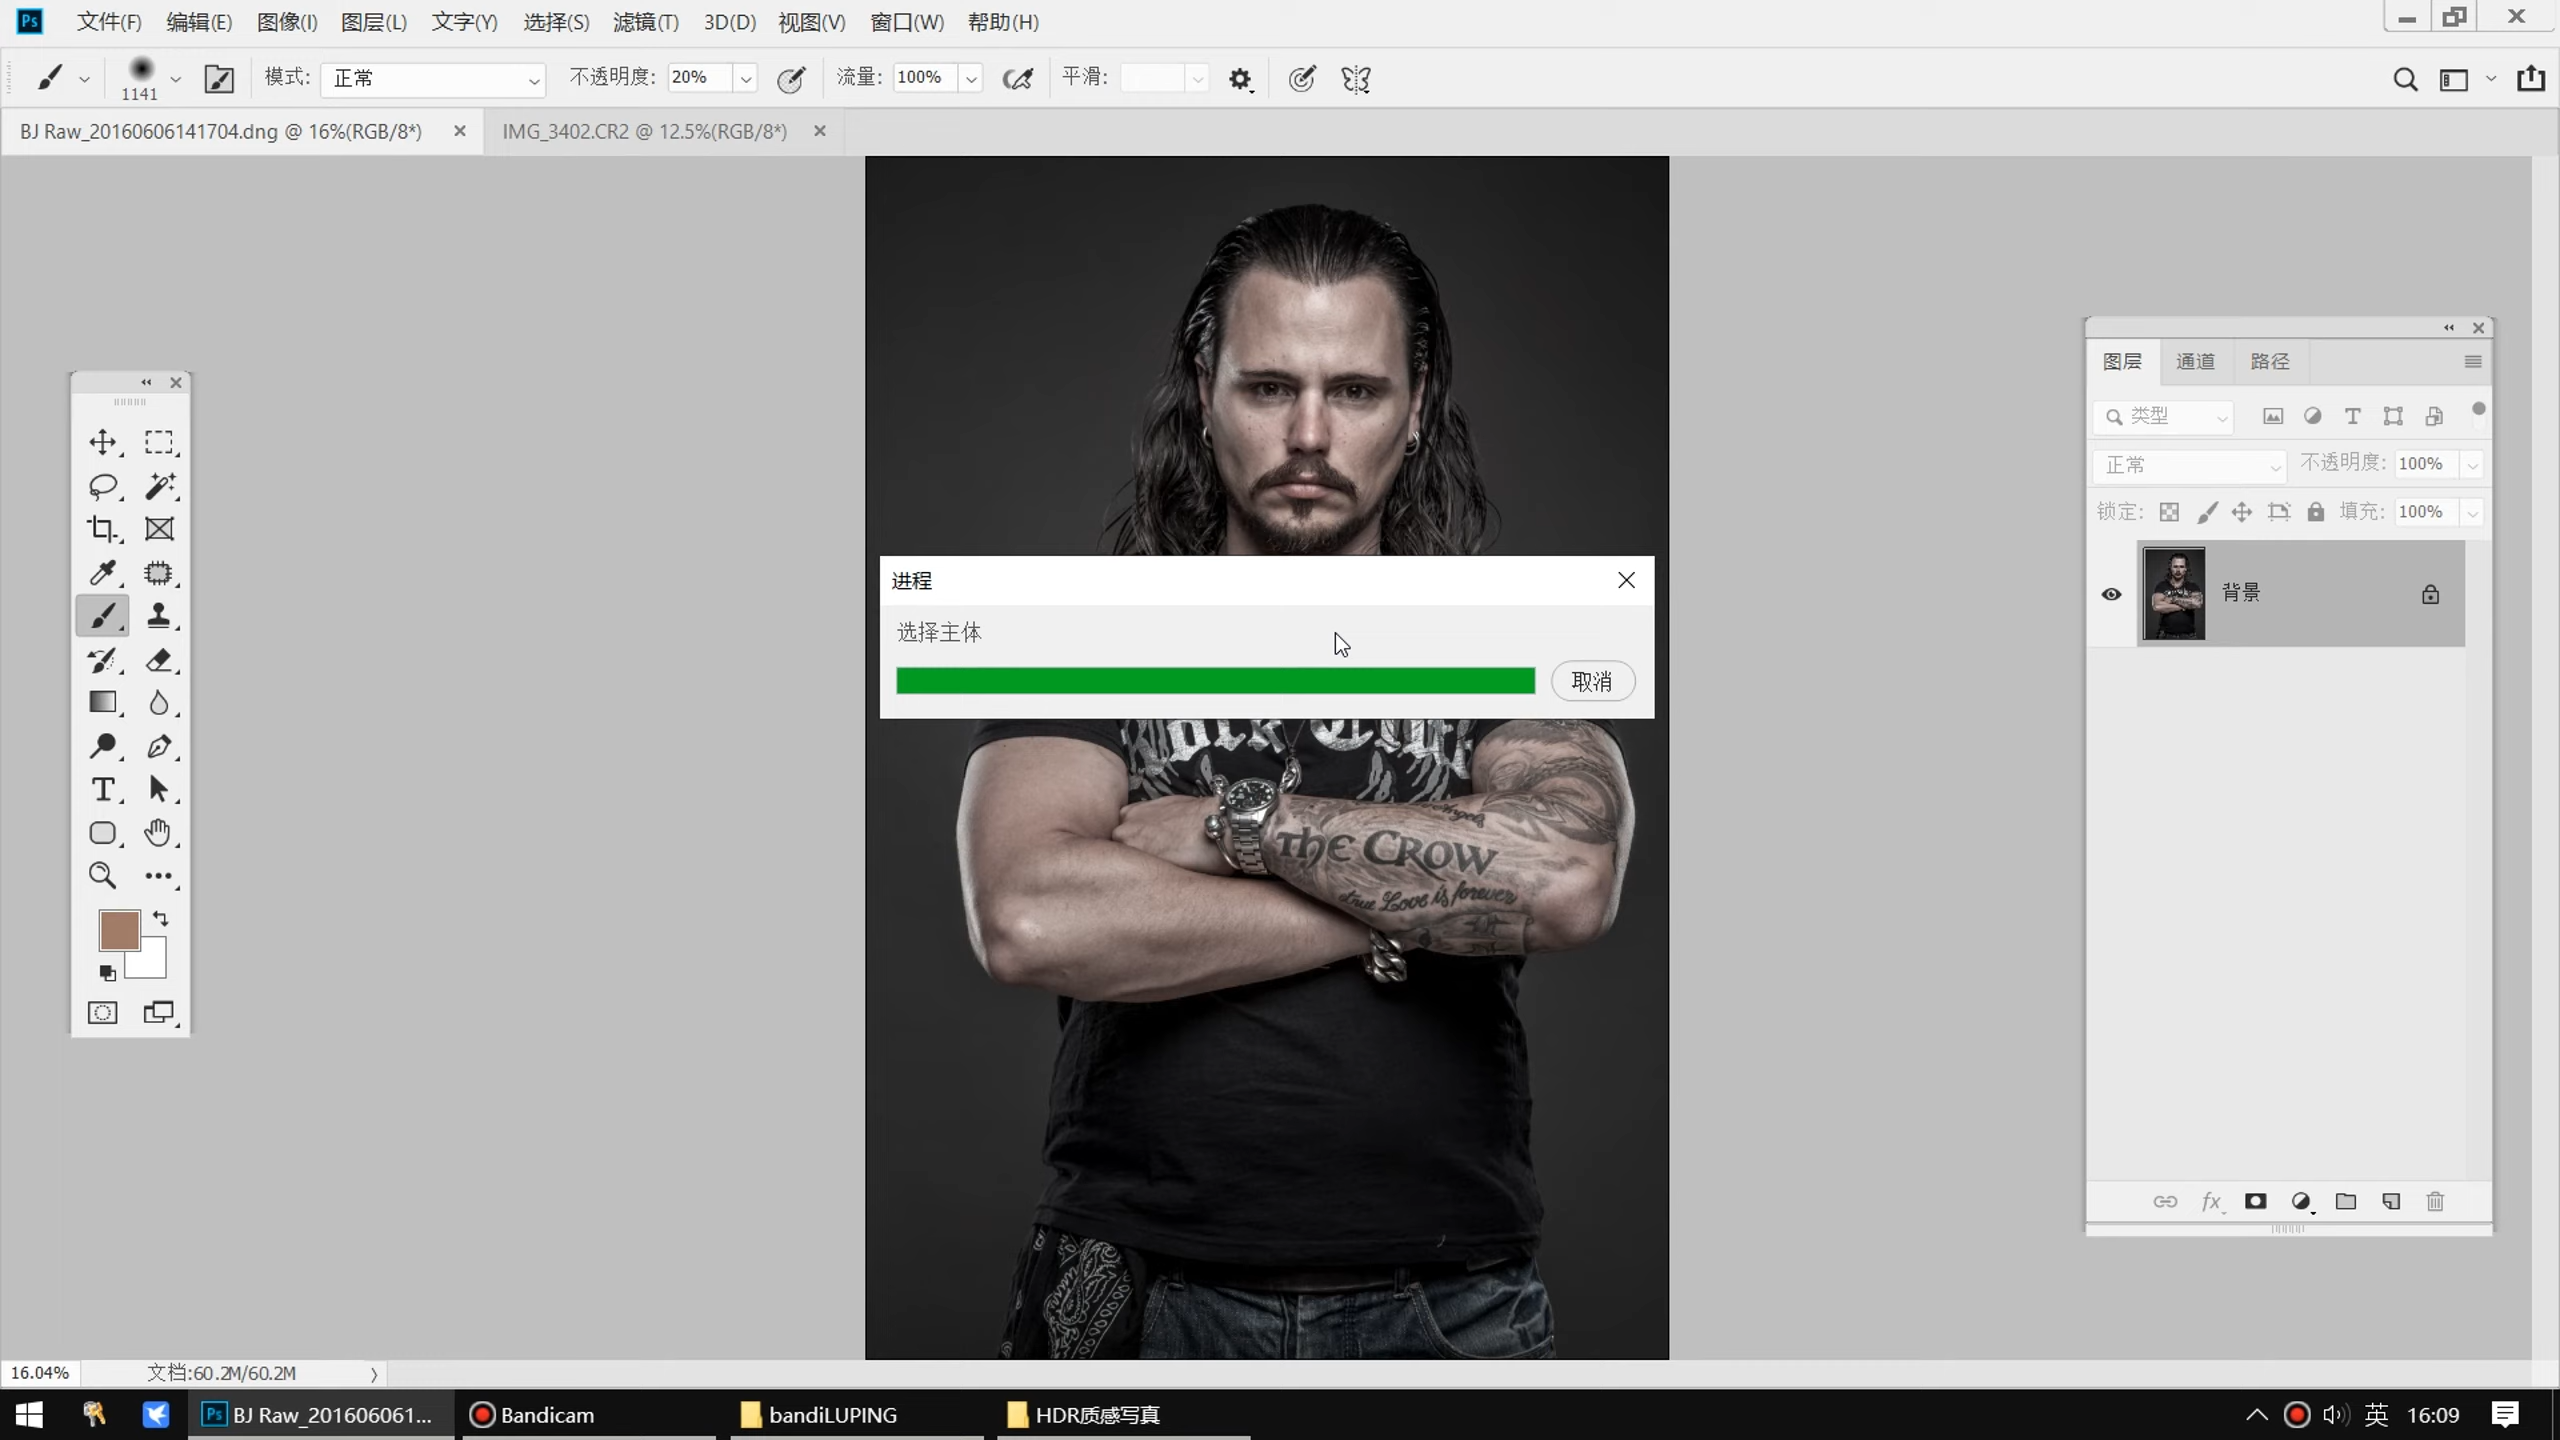 Ps 文件(F) 编辑(E) 图像(I) 图层(L) 文字(Y) 选择(S) 滤镜(T) 3D(D) 视图(V) 窗口(W) 帮助(H)
1141 模式: 正常 不透明度: 20% 流量: 100% 平滑:
BJ Raw_20160606141704.dng @ 16%(RGB/8*) IMG_3402.CR2 @ 12.5%(RGB/8*)
图层 通道 路径
类型
正常 不透明度: 100%
锁定: 填充: 100%
背景
fx
进程
选择主体
取消
The Crow
true Love is forever
16.04% 文档:60.2M/60.2M
Ps BJ Raw_201606061... Bandicam bandiLUPING HDR质感写真 英 16:09